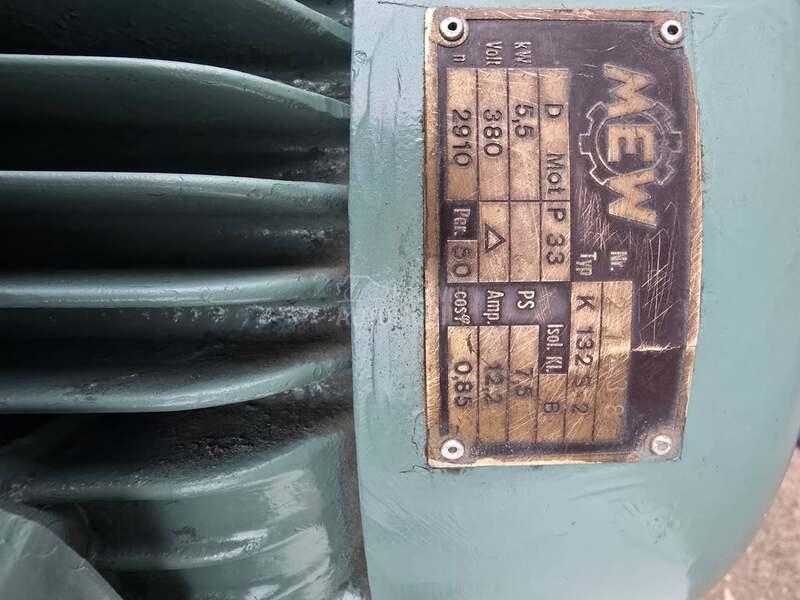 MEW
Nr.
Typ K 132 S-2
D Mot P 33 Isol. Kl. B
kW 5,5 PS 7,5
Volt 380 △ Amp. 12,2
n 2910 Per. 50 cosφ 0,85